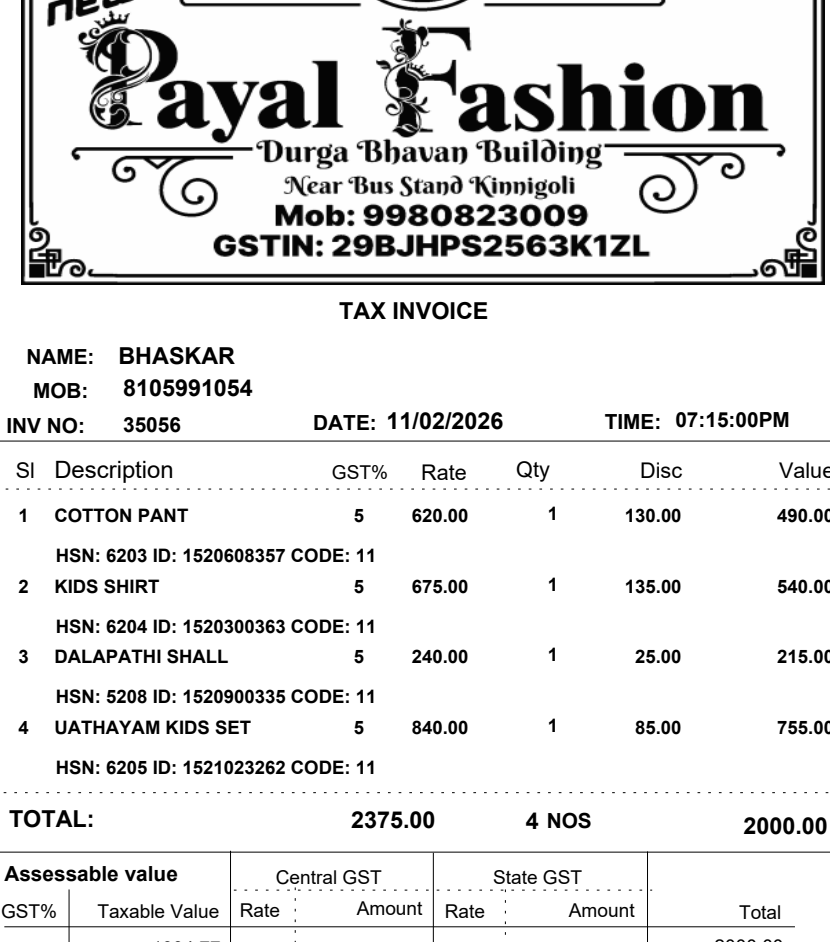 new
Payal Fashion
Durga Bhavan Building
Near Bus Stand Kinnigoli
Mob: 9980823009
GSTIN: 29BJHPS2563K1ZL
TAX INVOICE
NAME: BHASKAR
MOB: 8105991054
INV NO: 35056 DATE: 11/02/2026 TIME: 07:15:00PM
Sl Description GST% Rate Qty Disc Value
1 COTTON PANT 5 620.00 1 130.00 490.00
HSN: 6203 ID: 1520608357 CODE: 11
2 KIDS SHIRT 5 675.00 1 135.00 540.00
HSN: 6204 ID: 1520300363 CODE: 11
3 DALAPATHI SHALL 5 240.00 1 25.00 215.00
HSN: 5208 ID: 1520900335 CODE: 11
4 UATHAYAM KIDS SET 5 840.00 1 85.00 755.00
HSN: 6205 ID: 1521023262 CODE: 11
TOTAL: 2375.00 4 NOS 2000.00
Assessable value Central GST State GST
GST% Taxable Value Rate Amount Rate Amount Total